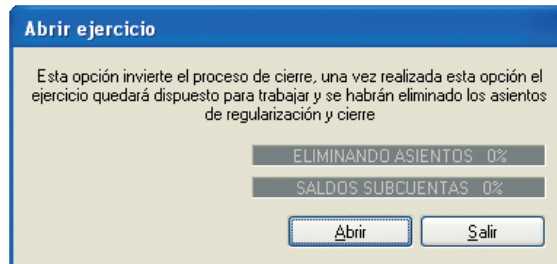 Abrir ejercicio
Esta opción invierte el proceso de cierre, una vez realizada esta opción el
ejercicio quedará dispuesto para trabajar y se habrán eliminado los asientos
de regularización y cierre
ELIMINANDO ASIENTOS 0%
SALDOS SUBCUENTAS 0%
Abrir Salir